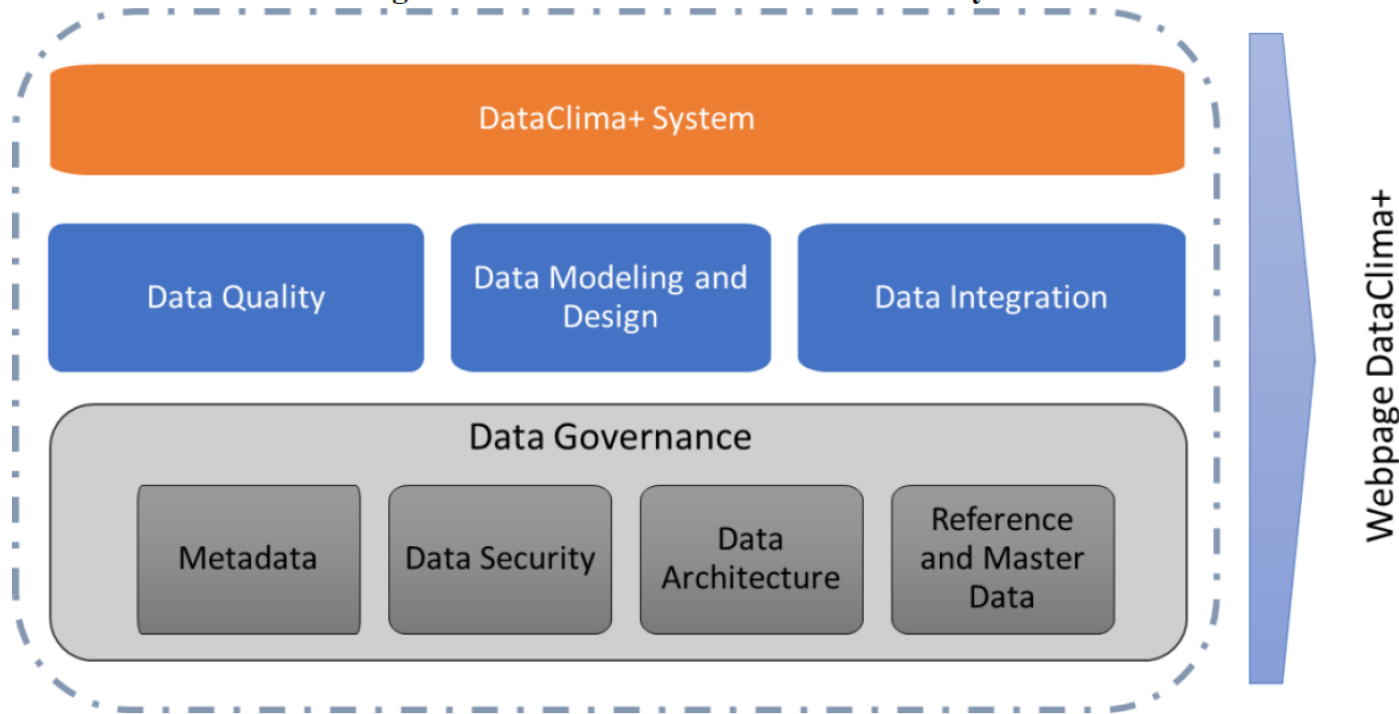 DataClima+ System
Data Quality
Data Modeling and
Design
Data Integration
Data Governance
Metadata
Data Security
Data
Architecture
Reference
and Master
Data
Webpage DataClima+